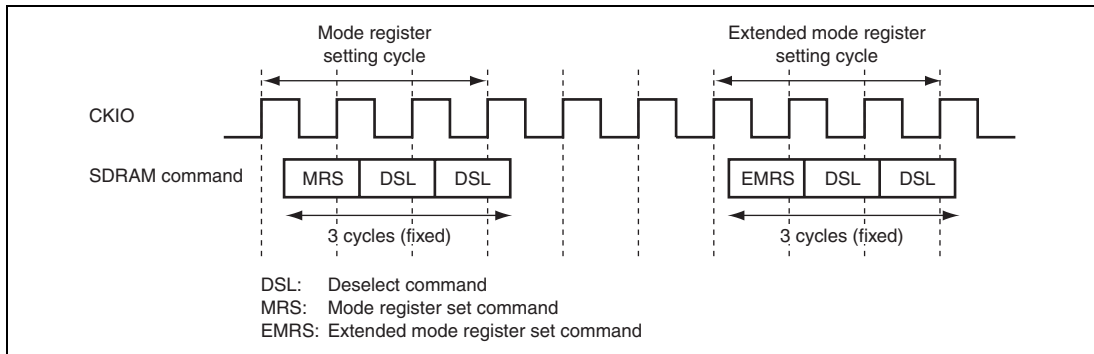 Mode register
setting cycle
Extended mode register
setting cycle
CKIO
SDRAM command
MRS DSL DSL
EMRS DSL DSL
3 cycles (fixed)
3 cycles (fixed)
DSL: Deselect command
MRS: Mode register set command
EMRS: Extended mode register set command